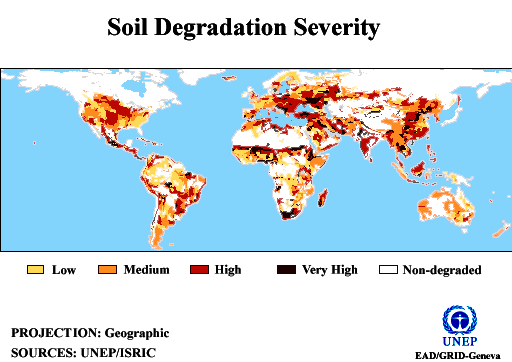 Soil Degradation Severity
Low Medium High Very High Non-degraded
PROJECTION: Geographic
SOURCES: UNEP/ISRIC
UNEP
EAD/GRID-Geneva